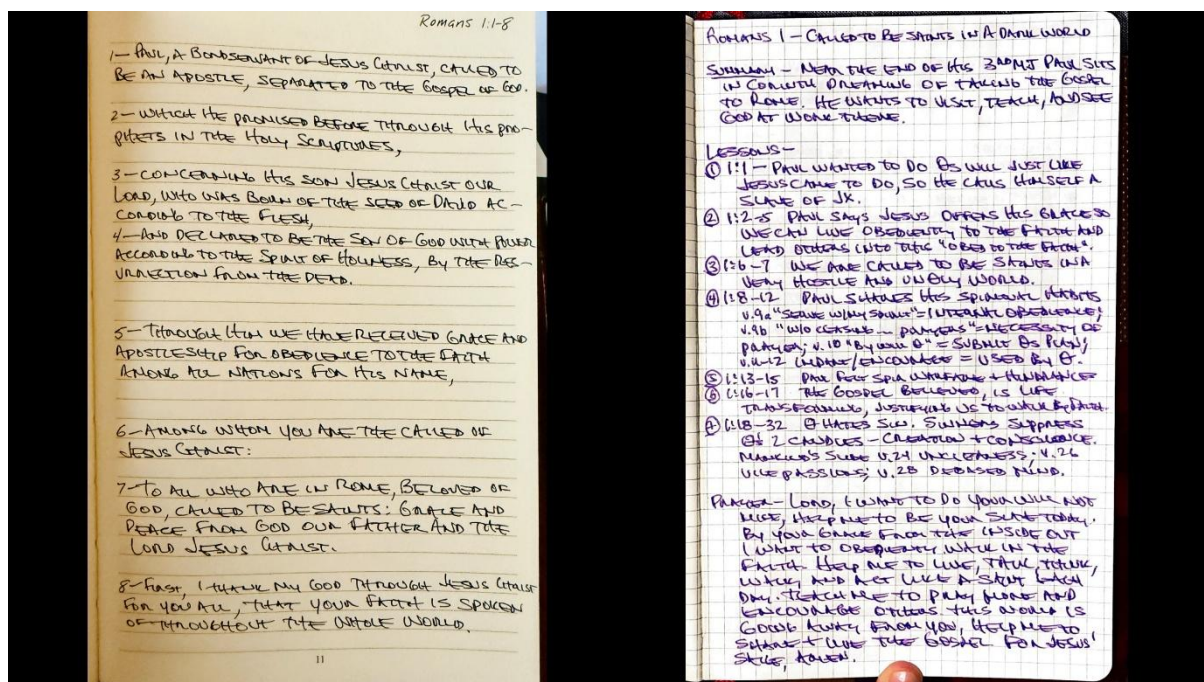 Romans 1:1-8
1- PAUL, A BONDSERVANT OF JESUS CHRIST, CALLED TO
BE AN APOSTLE, SEPARATED TO THE GOSPEL OF GOD.
2- WHICH HE PROMISED BEFORE THROUGH HIS PRO-
PHETS IN THE HOLY SCRIPTURES,
3- CONCERNING HIS SON JESUS CHRIST OUR
LORD, WHO WAS BORN OF THE SEED OF DAVID AC-
CORDING TO THE FLESH,
4- AND DECLARED TO BE THE SON OF GOD WITH POWER
ACCORDING TO THE SPIRIT OF HOLINESS, BY THE RES-
URRECTION FROM THE DEAD.
5- THROUGH HIM WE HAVE RECEIVED GRACE AND
APOSTLESHIP FOR OBEDIENCE TO THE FAITH
AMONG ALL NATIONS FOR HIS NAME,
6- AMONG WHOM YOU ARE THE CALLED OF
JESUS CHRIST:
7- TO ALL WHO ARE IN ROME, BELOVED OF
GOD, CALLED TO BE SAINTS: GRACE AND
PEACE FROM GOD OUR FATHER AND THE
LORD JESUS CHRIST.
8- FIRST, I THANK MY GOD THROUGH JESUS CHRIST
FOR YOU ALL, THAT YOUR FAITH IS SPOKEN
OF THROUGHOUT THE WHOLE WORLD.
11
ROMANS 1 - CALLED TO BE SAINTS IN A DARK WORLD
SUMMARY - NEAR THE END OF HIS 3RD MJ PAUL SITS
IN CORINTH DREAMING OF TAKING THE GOSPEL
TO ROME. HE WANTS TO VISIT, TEACH, AND SEE
GOD AT WORK THERE.
LESSONS-
① 1:1 - PAUL WANTED TO DO Θs WILL JUST LIKE
JESUS CAME TO DO, SO HE CALLS HIMSELF A
SLAVE OF JX.
② 1:2-5 PAUL SAYS JESUS OFFERS HIS GRACE SO
WE CAN LIVE OBEDIENTLY TO THE FAITH AND
LEAD OTHERS INTO THIS "OBED TO THE FAITH".
③ 1:6-7 WE ARE CALLED TO BE SAINTS IN A
VERY HOSTILE AND UNGODLY WORLD.
④ 1:8-12 PAUL SHARES HIS SPIRITUAL HABITS
V.9a "SERVE W/MY SPIRIT" = INTERNAL OBEDIENCE;
V.9b "W/O CEASING... PRAYERS" = NECESSITY OF
PRAYER; V.10 "BY WILL Θ" = SUBMIT Θs PLAN;
V.11-12 IMPART/ENCOURAGE = USED BY Θ.
⑤ 1:13-15 PAUL FELT SPIR WARFARE + HINDRANCE
⑥ 1:16-17 THE GOSPEL BELIEVED, IS LIFE
TRANSFORMING, JUSTIFYING US TO WALK BY FAITH.
⑦ 1:18-32 Θ HATES SIN. SINNERS SUPPRESS
Θs 2 CANDLES - CREATION + CONSCIENCE.
MANKIND'S SLIDE V.24 UNCLEANESS; V.26
VILE PASSIONS; V.28 DEBASED MIND.
PRAYER- LORD, I WANT TO DO YOUR WILL NOT
MINE, HELP ME TO BE YOUR SLAVE TODAY.
BY YOUR GRACE FROM THE INSIDE OUT
I WANT TO OBEDIENTLY WALK IN THE
FAITH. HELP ME TO LIVE, TALK, THINK,
WALK, AND ACT LIKE A SAINT EACH
DAY. TEACH ME TO PRAY MORE AND
ENCOURAGE OTHERS. THIS WORLD IS
GOING AWAY FROM YOU, HELP ME TO
SHARE + LIVE THE GOSPEL FOR JESUS'
SAKE, AMEN.